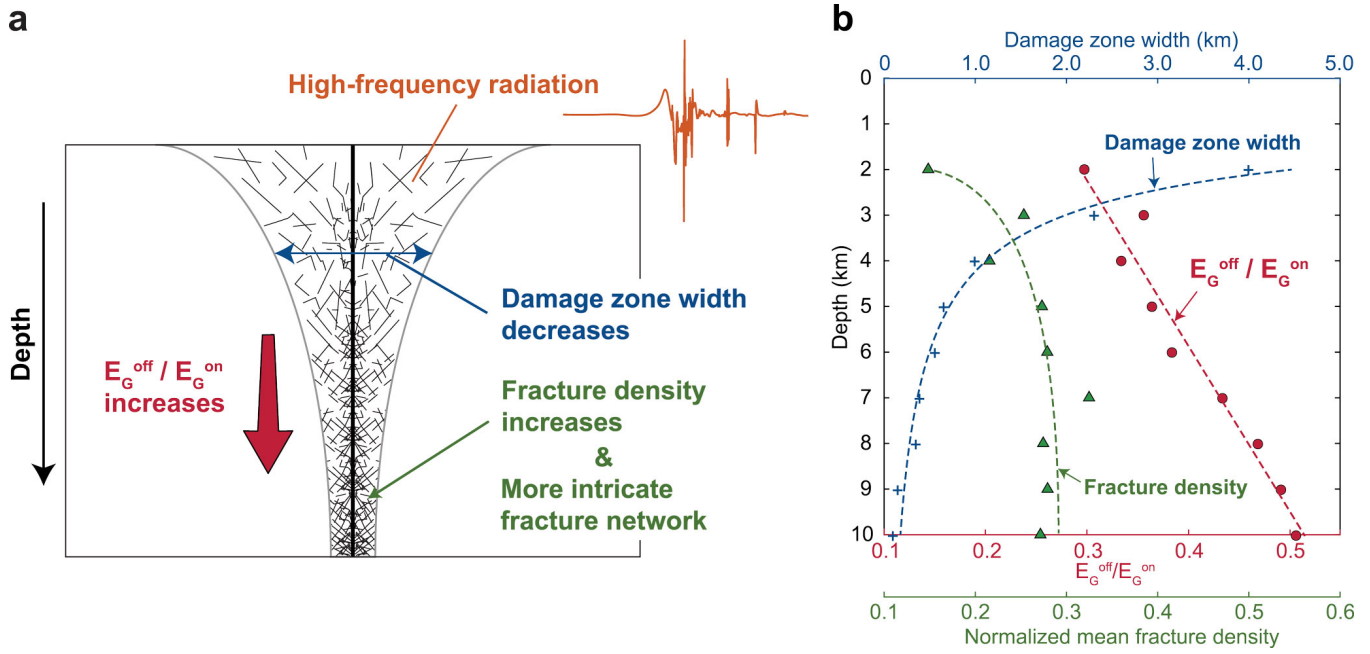 a
High-frequency radiation
Depth
Damage zone width
decreases
E_G^off / E_G^on
increases
Fracture density
increases
&
More intricate
fracture network
b
Damage zone width (km)
0 1.0 2.0 3.0 4.0 5.0
0
1
2
3
4
5
6
7
8
9
10
Depth (km)
Damage zone width
E_G^off / E_G^on
Fracture density
0.1 0.2 0.3 0.4 0.5
E_G^off/E_G^on
0.1 0.2 0.3 0.4 0.5 0.6
Normalized mean fracture density